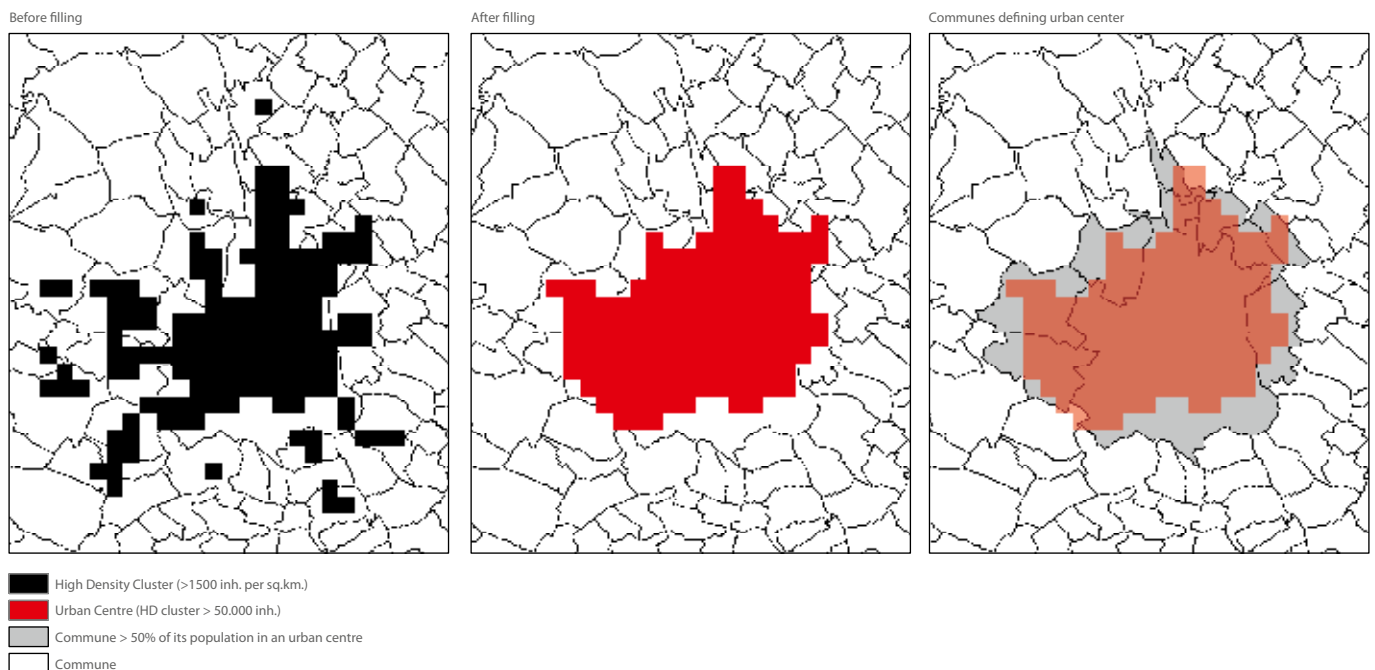 Before filling
After filling
Communes defining urban center
High Density Cluster (>1500 inh. per sq.km.)
Urban Centre (HD cluster > 50.000 inh.)
Commune > 50% of its population in an urban centre
Commune